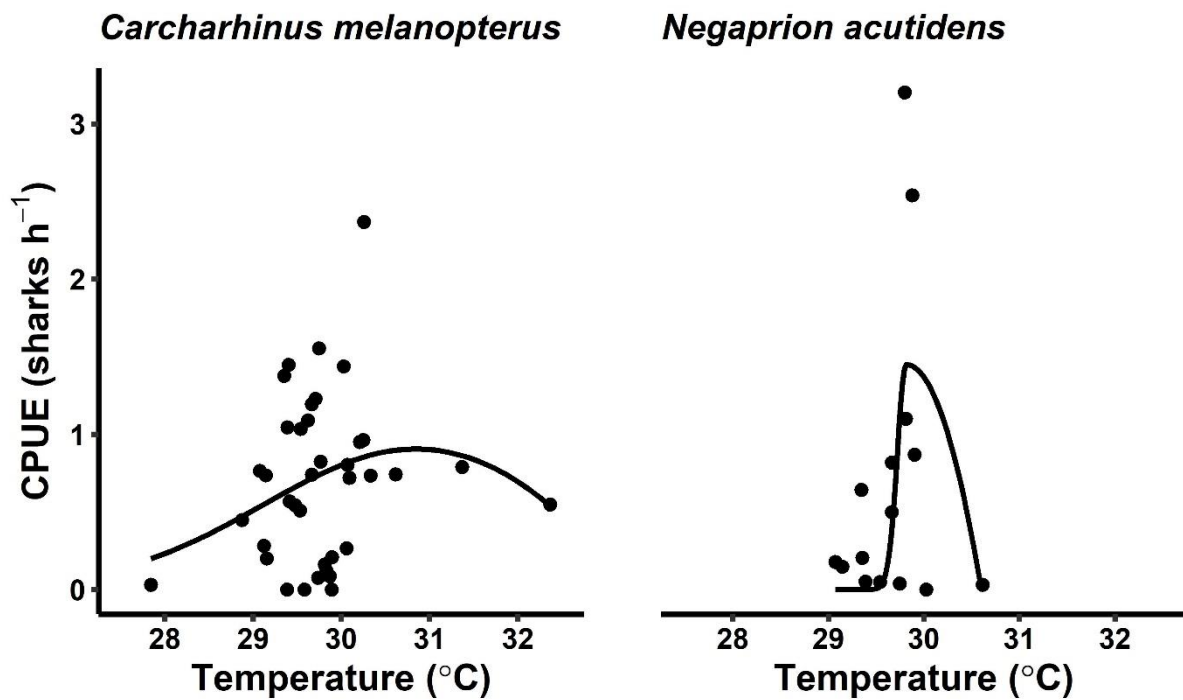 Carcharhinus melanopterus
Negaprion acutidens
CPUE (sharks h⁻¹)
3
2
1
0
28 29 30 31 32
28 29 30 31 32
Temperature (°C)
Temperature (°C)